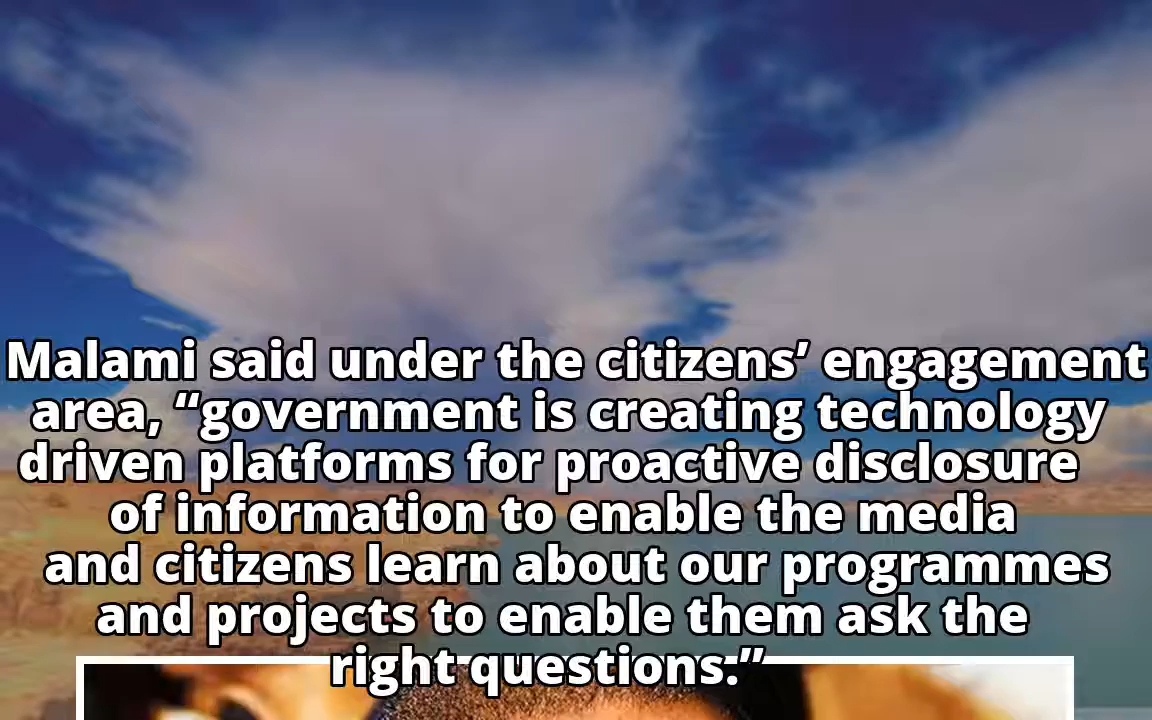 Malami said under the citizens’ engagement
area, “government is creating technology
driven platforms for proactive disclosure
of information to enable the media
and citizens learn about our programmes
and projects to enable them ask the
right questions.”